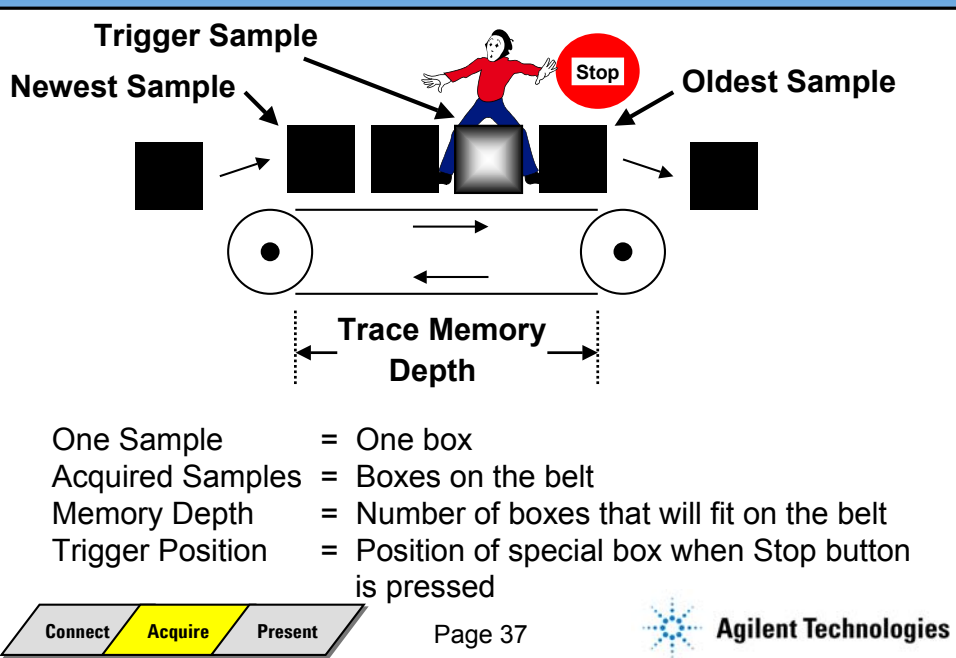 Trigger Sample
Newest Sample
Stop
Oldest Sample
Trace Memory
Depth
One Sample = One box
Acquired Samples = Boxes on the belt
Memory Depth = Number of boxes that will fit on the belt
Trigger Position = Position of special box when Stop button
is pressed
Connect Acquire Present
Page 37
Agilent Technologies